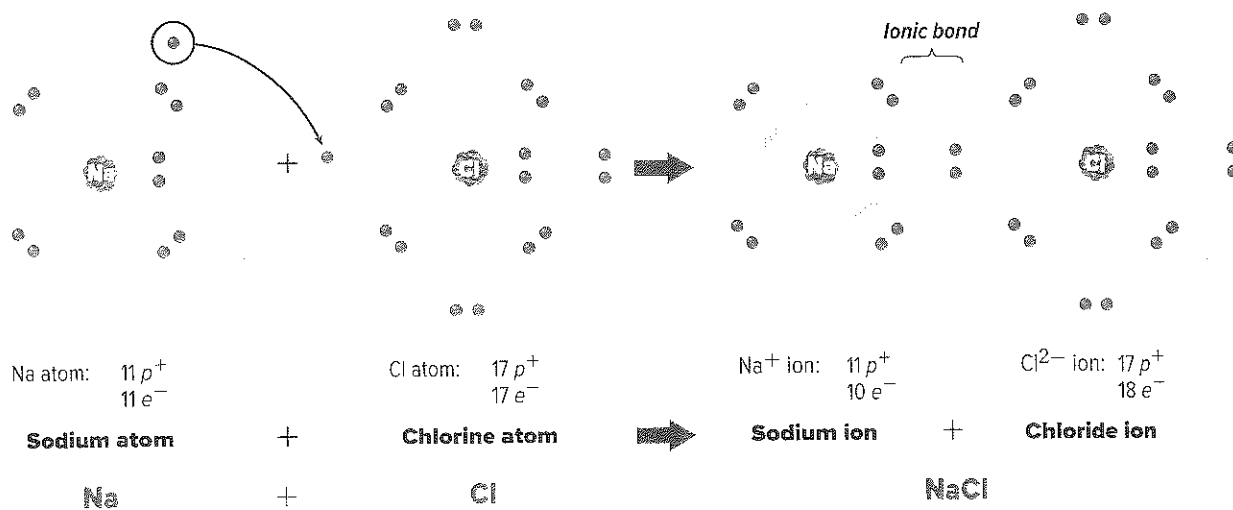 Ionic bond
Na + Cl Na Cl
Na atom: 11 p⁺ Cl atom: 17 p⁺ Na⁺ ion: 11 p⁺ Cl²⁻ ion: 17 p⁺
11 e⁻ 17 e⁻ 10 e⁻ 18 e⁻
Sodium atom + Chlorine atom Sodium ion + Chloride ion
Na + Cl NaCl